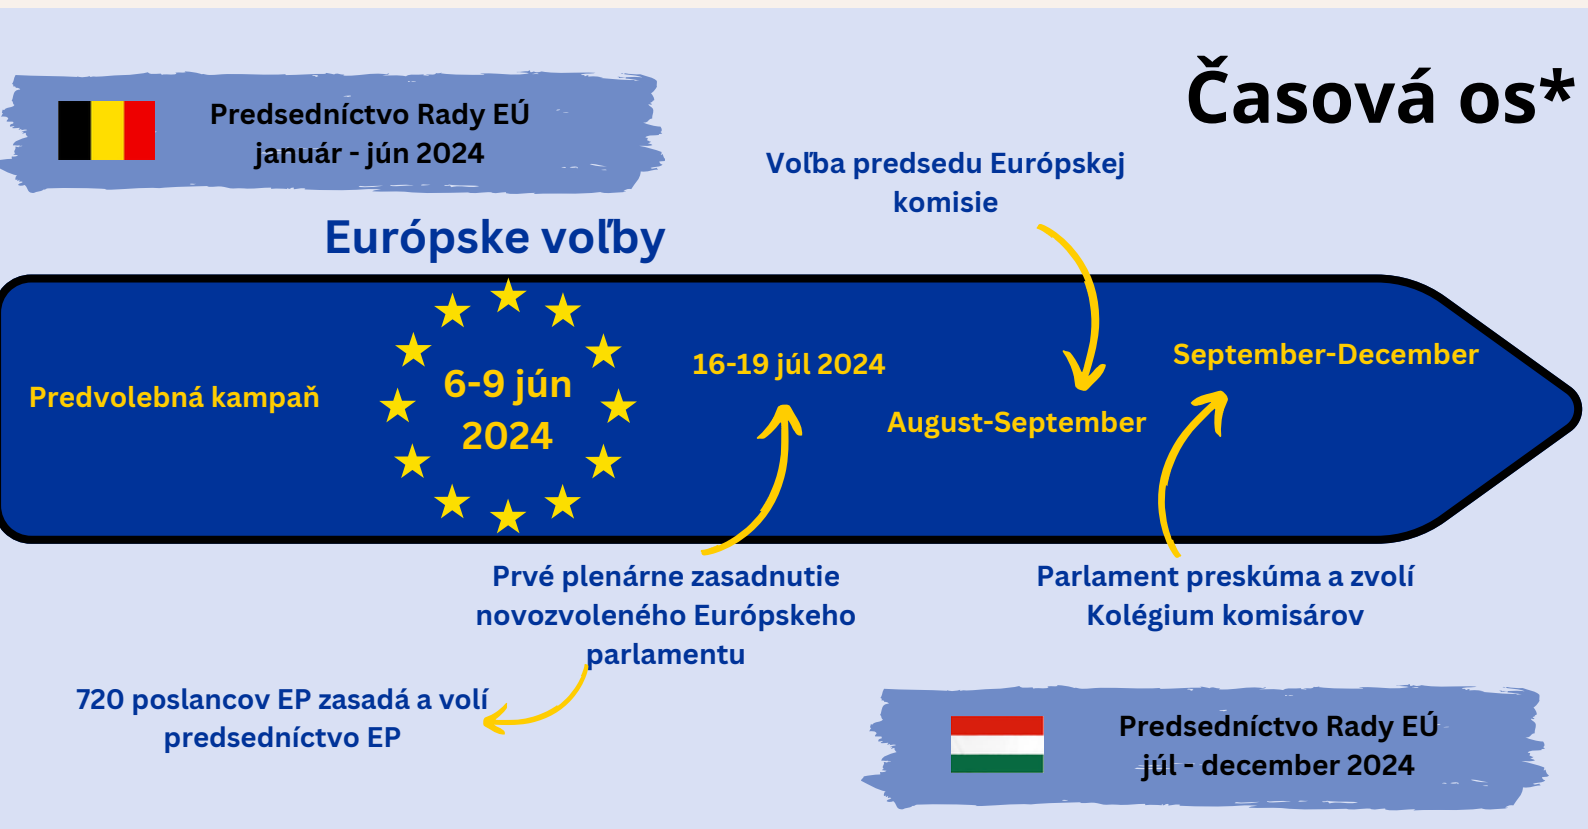 Časová os*
Predsedníctvo Rady EÚ
január - jún 2024
Voľba predsedu Európskej
komisie
Európske voľby
Predvolebná kampaň
6-9 jún
2024
16-19 júl 2024
August-September
September-December
Prvé plenárne zasadnutie
novozvoleného Európskeho
parlamentu
Parlament preskúma a zvolí
Kolégium komisárov
720 poslancov EP zasadá a volí
predsedníctvo EP
Predsedníctvo Rady EÚ
júl - december 2024